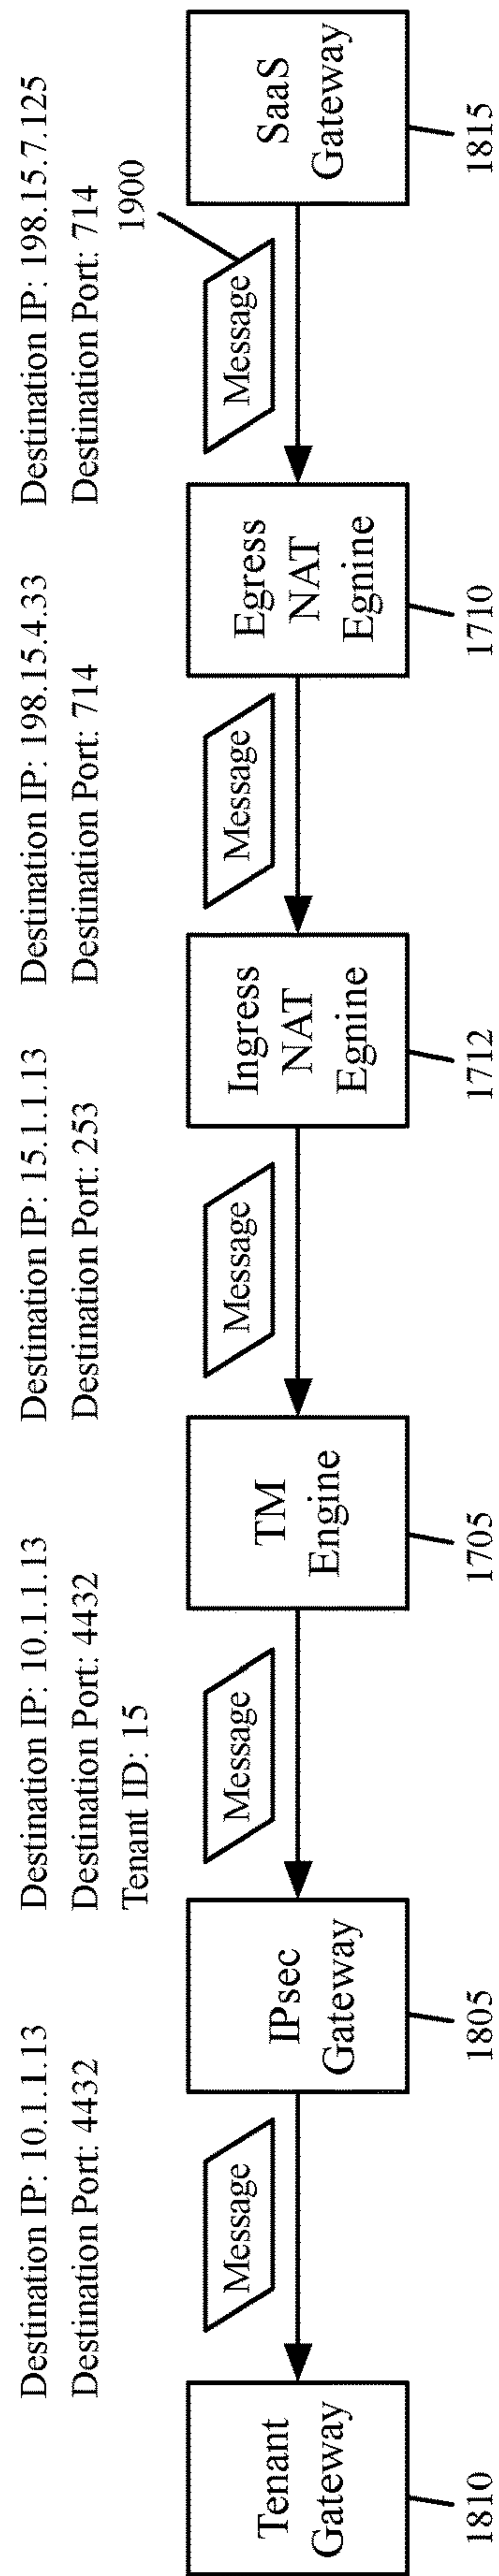 Destination IP: 10.1.1.13
Destination Port: 4432
Destination IP: 10.1.1.13
Destination Port: 4432
Tenant ID: 15
Destination IP: 15.1.1.13
Destination Port: 253
Destination IP: 198.15.4.33
Destination Port: 714
Destination IP: 198.15.7.125
Destination Port: 714
1900
Tenant
Gateway
1810
Message
IPsec
Gateway
1805
Message
TM
Engine
1705
Message
Ingress
NAT
Egnine
1712
Message
Egress
NAT
Egnine
1710
Message
SaaS
Gateway
1815